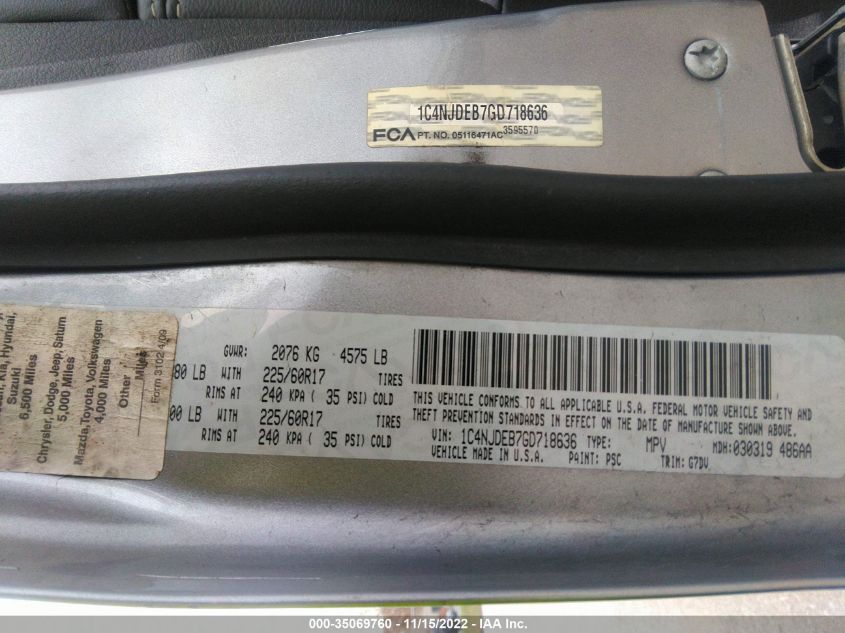 1C4NJDEB7GD718636
FCA PT. NO. 05116471AC 3595570
GVWR: 2076 KG 4575 LB
80 LB WITH 225/60R17 TIRES
RIMS AT 240 KPA ( 35 PSI) COLD
00 LB WITH 225/60R17 TIRES
RIMS AT 240 KPA ( 35 PSI) COLD
THIS VEHICLE CONFORMS TO ALL APPLICABLE U.S.A. FEDERAL MOTOR VEHICLE SAFETY AND
THEFT PREVENTION STANDARDS IN EFFECT ON THE DATE OF MANUFACTURE SHOWN ABOVE.
VIN: 1C4NJDEB7GD718636 TYPE: MPV MDH:030319 486AA
VEHICLE MADE IN U.S.A. PAINT: PSC TRIM: G7DV
Kia, Hyundai,
Suzuki
6,500 Miles
Chrysler, Dodge, Jeep, Saturn
5,000 Miles
Mazda, Toyota, Volkswagen
4,000 Miles
Other
Miles
Form 3102 4/09
000-35069760 - 11/15/2022 - IAA Inc.